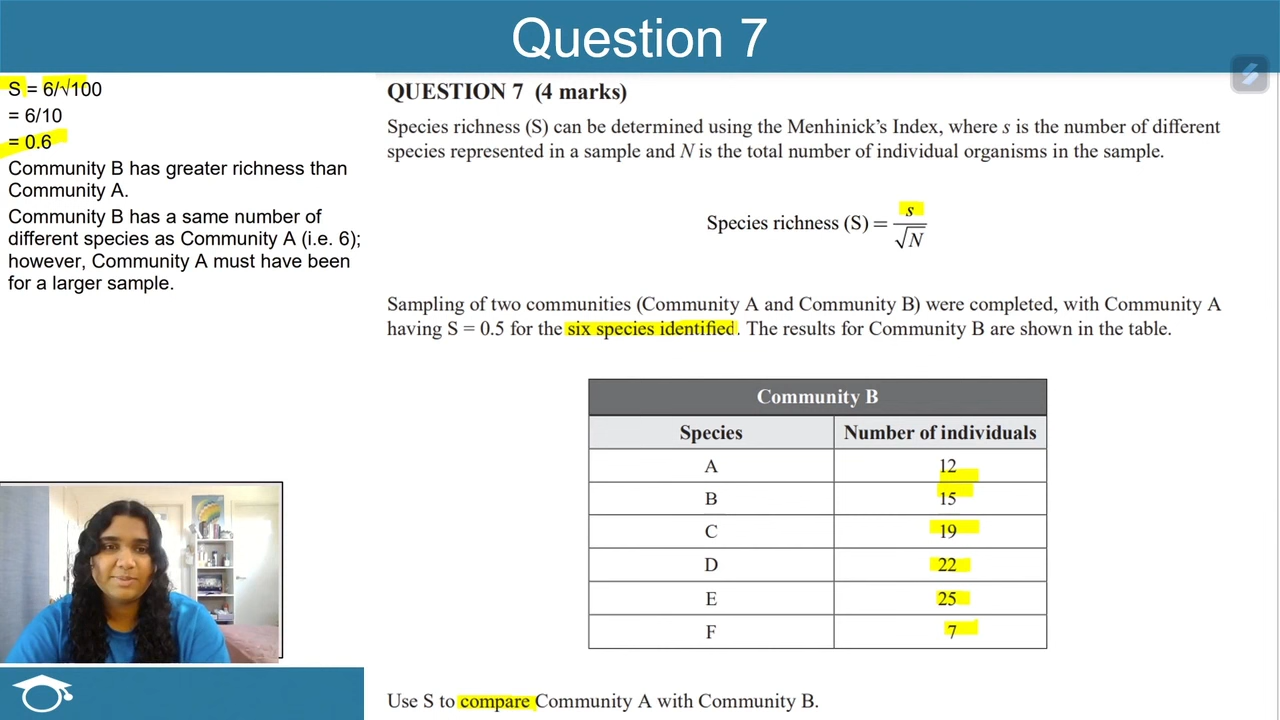 Question 7
S = 6/√100
= 6/10
= 0.6
Community B has greater richness than
Community A.
Community B has a same number of
different species as Community A (i.e. 6);
however, Community A must have been
for a larger sample.
QUESTION 7 (4 marks)
Species richness (S) can be determined using the Menhinick’s Index, where s is the number of different
species represented in a sample and N is the total number of individual organisms in the sample.
Species richness (S) = s/√N
Sampling of two communities (Community A and Community B) were completed, with Community A
having S = 0.5 for the six species identified. The results for Community B are shown in the table.
Community B
Species Number of individuals
A 12
B 15
C 19
D 22
E 25
F 7
Use S to compare Community A with Community B.